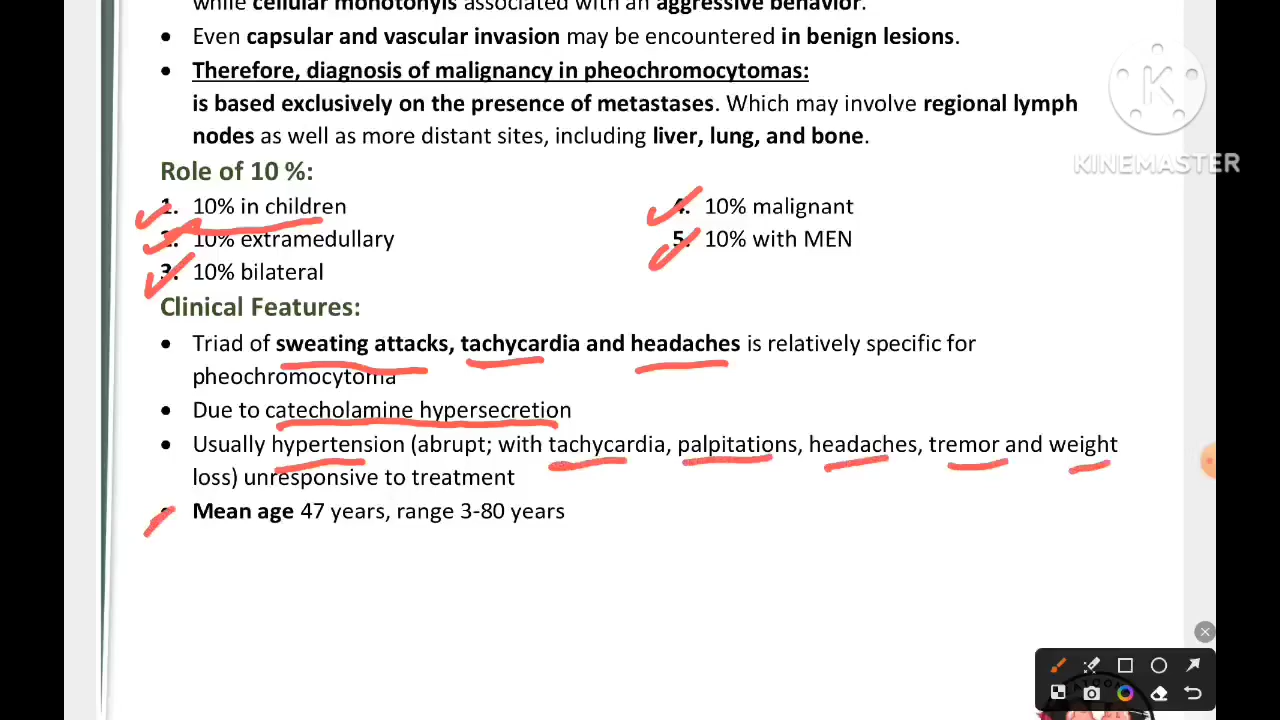 while cellular monotonyis associated with an aggressive behavior.
• Even capsular and vascular invasion may be encountered in benign lesions.
• Therefore, diagnosis of malignancy in pheochromocytomas:
is based exclusively on the presence of metastases. Which may involve regional lymph
nodes as well as more distant sites, including liver, lung, and bone.
Role of 10 %:
1. 10% in children
2. 10% extramedullary
3. 10% bilateral
4. 10% malignant
5. 10% with MEN
Clinical Features:
• Triad of sweating attacks, tachycardia and headaches is relatively specific for
pheochromocytoma
• Due to catecholamine hypersecretion
• Usually hypertension (abrupt; with tachycardia, palpitations, headaches, tremor and weight
loss) unresponsive to treatment
• Mean age 47 years, range 3-80 years
K
KINEMASTER